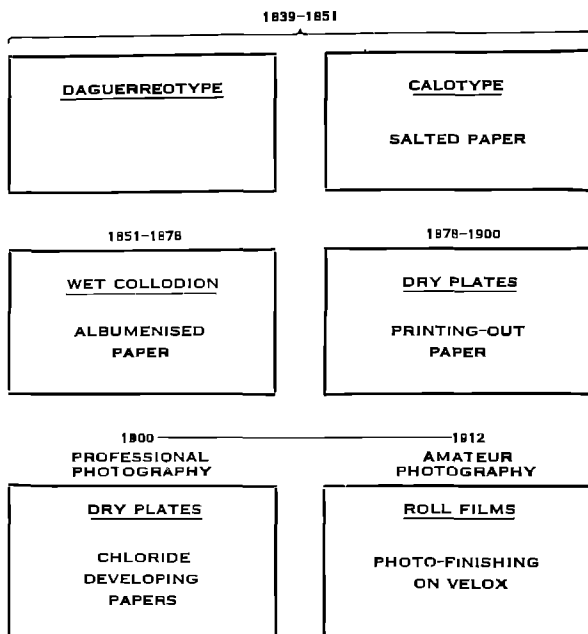 1839-1851
DAGUERREOTYPE
CALOTYPE
SALTED PAPER
1851-1878
WET COLLODION
ALBUMENISED
PAPER
1878-1900
DRY PLATES
PRINTING-OUT
PAPER
1900
PROFESSIONAL
PHOTOGRAPHY
DRY PLATES
CHLORIDE
DEVELOPING
PAPERS
1912
AMATEUR
PHOTOGRAPHY
ROLL FILMS
PHOTO-FINISHING
ON VELOX